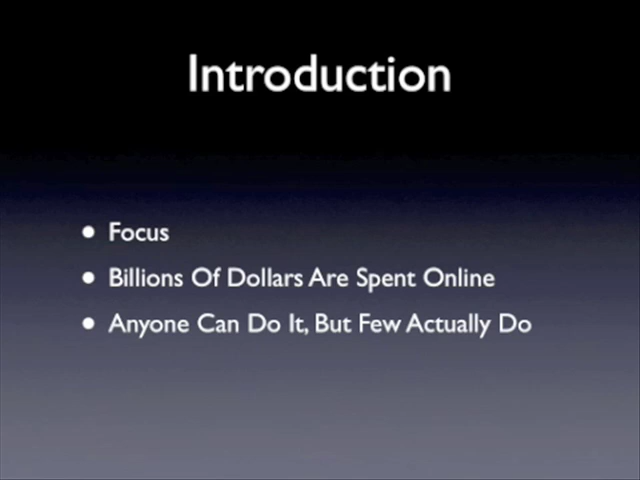 Introduction
• Focus
• Billions Of Dollars Are Spent Online
• Anyone Can Do It, But Few Actually Do